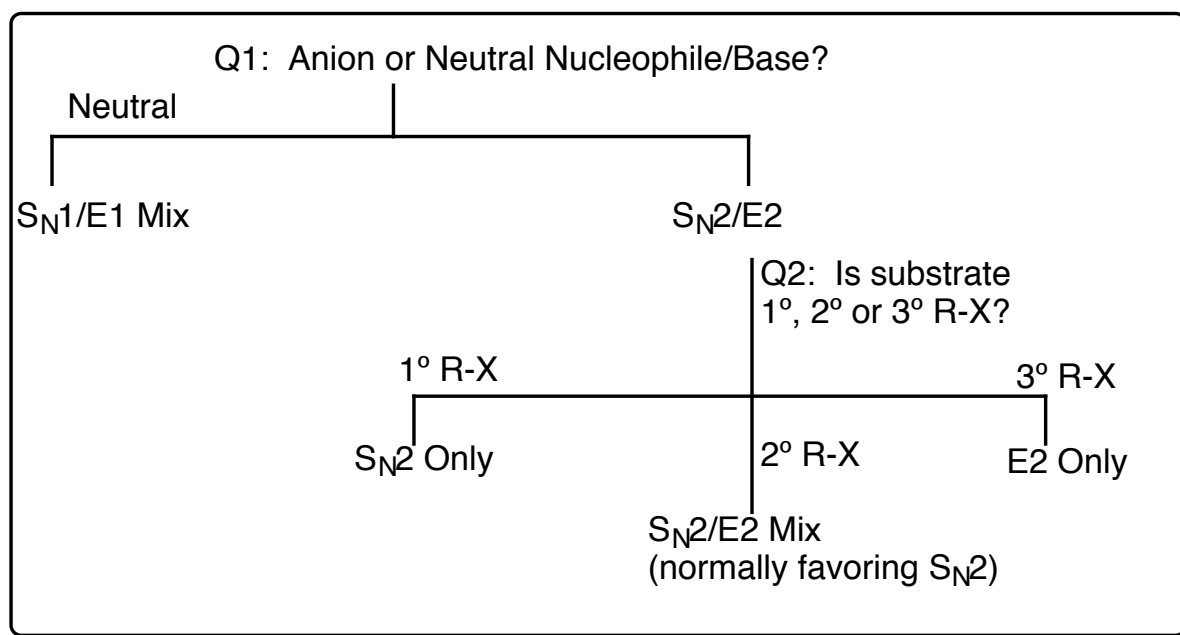 Q1: Anion or Neutral Nucleophile/Base?
Neutral
SN1/E1 Mix
SN2/E2
Q2: Is substrate
1º, 2º or 3º R-X?
1º R-X
3º R-X
SN2 Only
2º R-X
E2 Only
SN2/E2 Mix
(normally favoring SN2)